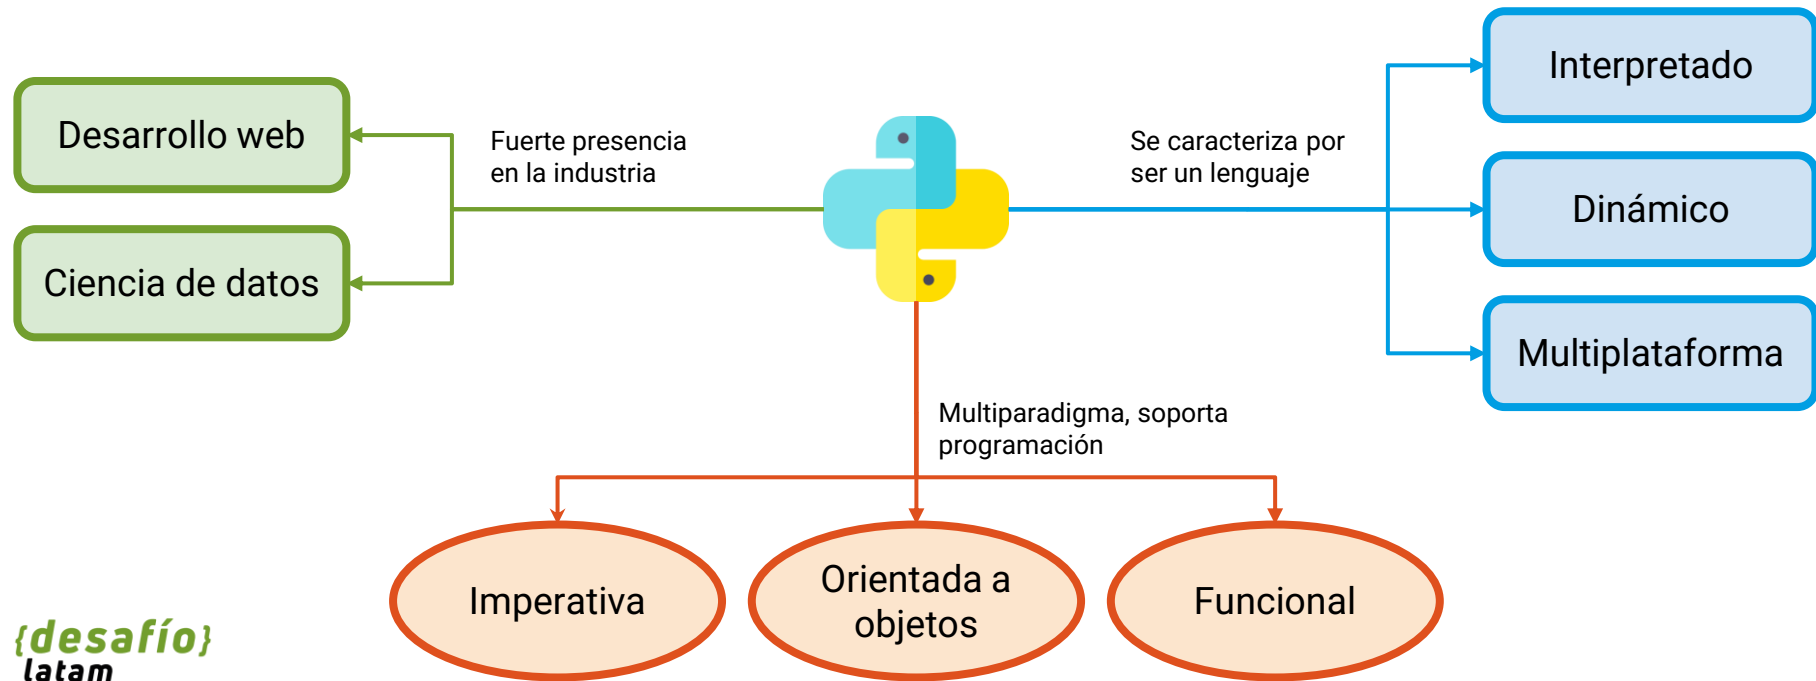 Desarrollo web
Ciencia de datos
Fuerte presencia
en la industria
Se caracteriza por
ser un lenguaje
Interpretado
Dinámico
Multiplataforma
Multiparadigma, soporta
programación
Imperativa
Orientada a
objetos
Funcional
{desafío}
latam